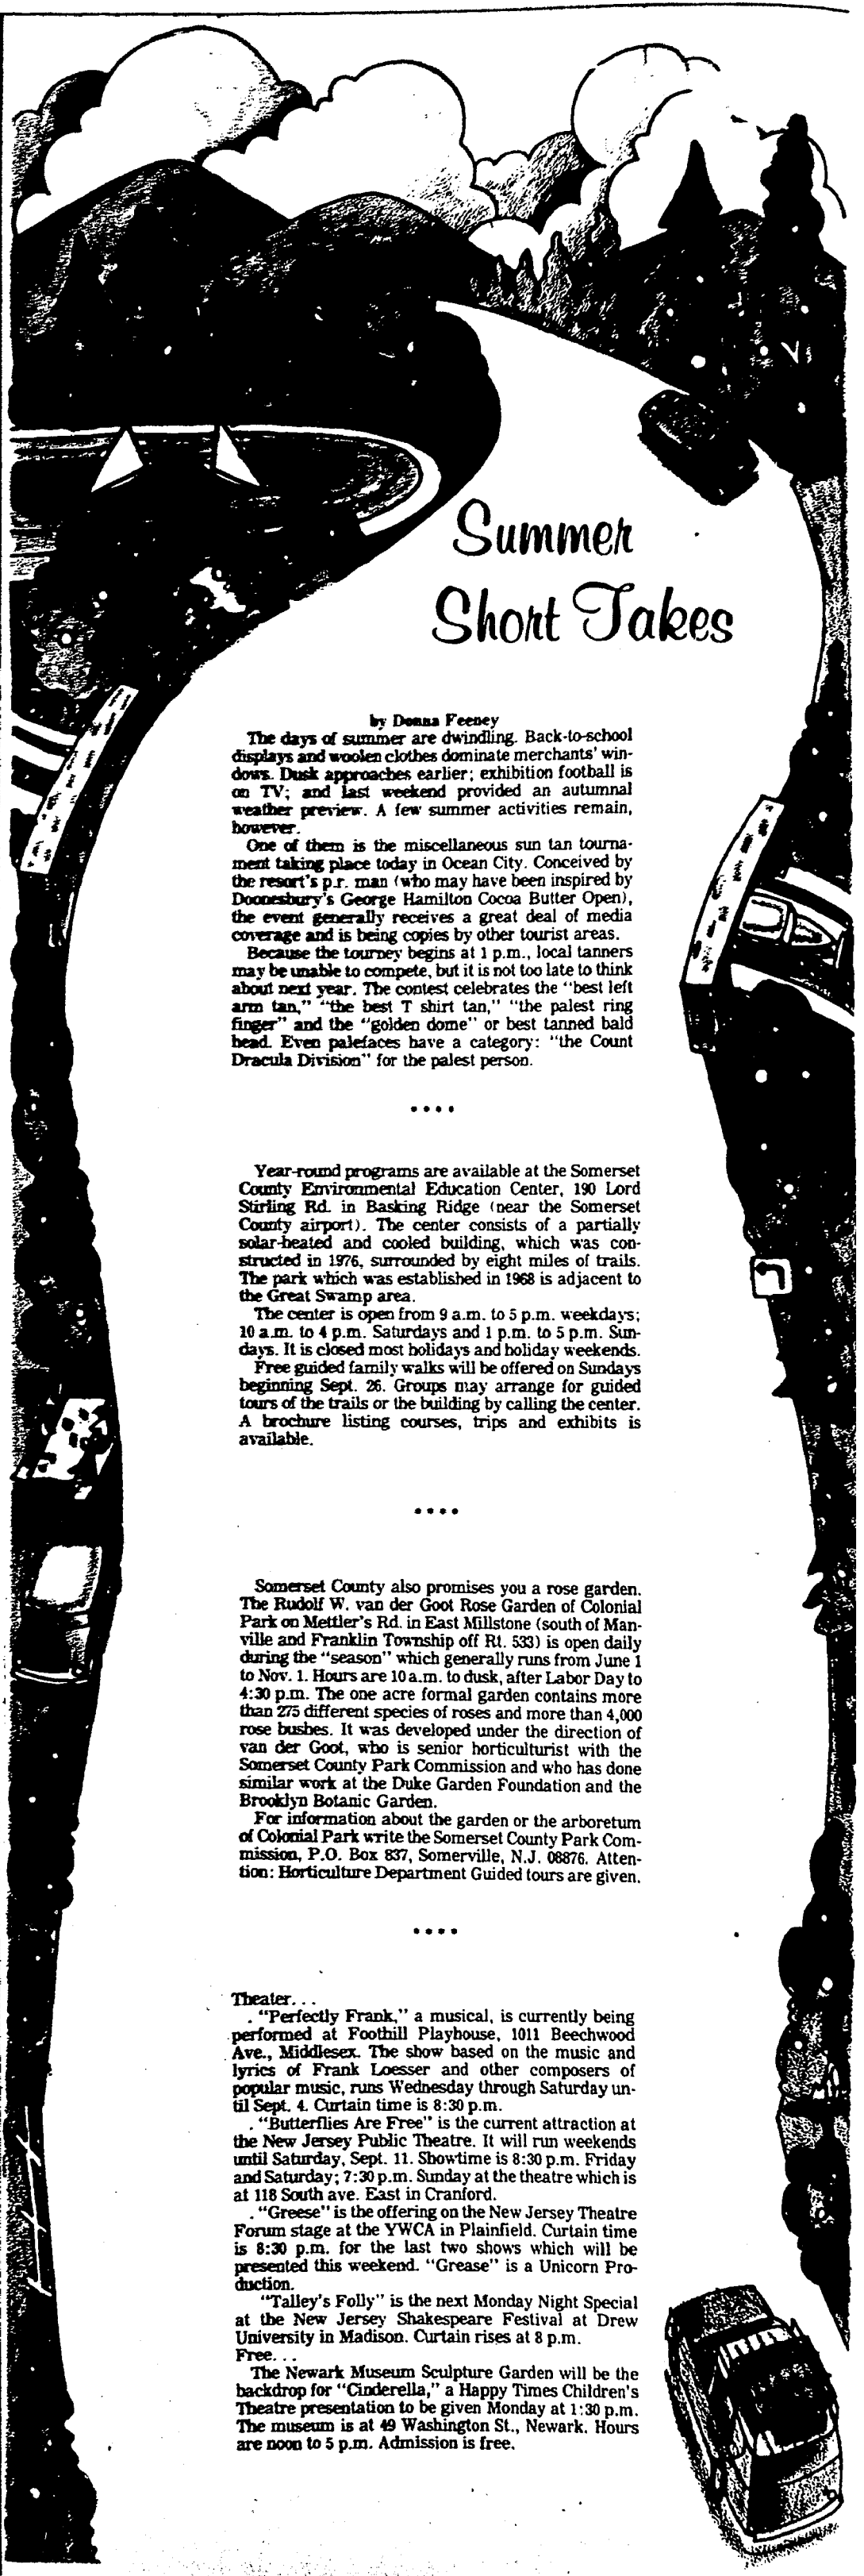 Summer
Short Takes
by Donna Feeney
The days of summer are dwindling. Back-to-school
displays and woolen clothes dominate merchants' win-
dows. Dusk approaches earlier; exhibition football is
on TV; and last weekend provided an autumnal
weather preview. A few summer activities remain,
however.
One of them is the miscellaneous sun tan tourna-
ment taking place today in Ocean City. Conceived by
the resort's p.r. man (who may have been inspired by
Doonesbury's George Hamilton Cocoa Butter Open),
the event generally receives a great deal of media
coverage and is being copies by other tourist areas.
Because the tourney begins at 1 p.m., local tanners
may be unable to compete, but it is not too late to think
about next year. The contest celebrates the "best left
arm tan," "the best T shirt tan," "the palest ring
finger" and the "golden dome" or best tanned bald
head. Even palefaces have a category: "the Count
Dracula Division" for the palest person.
• • • •
Year-round programs are available at the Somerset
County Environmental Education Center, 190 Lord
Stirling Rd. in Basking Ridge (near the Somerset
County airport). The center consists of a partially
solar-heated and cooled building, which was con-
structed in 1976, surrounded by eight miles of trails.
The park which was established in 1968 is adjacent to
the Great Swamp area.
The center is open from 9 a.m. to 5 p.m. weekdays;
10 a.m. to 4 p.m. Saturdays and 1 p.m. to 5 p.m. Sun-
days. It is closed most holidays and holiday weekends.
Free guided family walks will be offered on Sundays
beginning Sept. 26. Groups may arrange for guided
tours of the trails or the building by calling the center.
A brochure listing courses, trips and exhibits is
available.
• • • •
Somerset County also promises you a rose garden.
The Rudolf W. van der Goot Rose Garden of Colonial
Park on Mettler's Rd. in East Millstone (south of Man-
ville and Franklin Township off Rt. 533) is open daily
during the "season" which generally runs from June 1
to Nov. 1. Hours are 10 a.m. to dusk, after Labor Day to
4:30 p.m. The one acre formal garden contains more
than 275 different species of roses and more than 4,000
rose bushes. It was developed under the direction of
van der Goot, who is senior horticulturist with the
Somerset County Park Commission and who has done
similar work at the Duke Garden Foundation and the
Brooklyn Botanic Garden.
For information about the garden or the arboretum
of Colonial Park write the Somerset County Park Com-
mission, P.O. Box 837, Somerville, N.J. 08876. Atten-
tion: Horticulture Department Guided tours are given.
• • • •
Theater. . .
. "Perfectly Frank," a musical, is currently being
performed at Foothill Playhouse, 1011 Beechwood
Ave., Middlesex. The show based on the music and
lyrics of Frank Loesser and other composers of
popular music, runs Wednesday through Saturday un-
til Sept. 4. Curtain time is 8:30 p.m.
. "Butterflies Are Free" is the current attraction at
the New Jersey Public Theatre. It will run weekends
until Saturday, Sept. 11. Showtime is 8:30 p.m. Friday
and Saturday; 7:30 p.m. Sunday at the theatre which is
at 118 South ave. East in Cranford.
. "Greese" is the offering on the New Jersey Theatre
Forum stage at the YWCA in Plainfield. Curtain time
is 8:30 p.m. for the last two shows which will be
presented this weekend. "Grease" is a Unicorn Pro-
duction.
"Talley's Folly" is the next Monday Night Special
at the New Jersey Shakespeare Festival at Drew
University in Madison. Curtain rises at 8 p.m.
Free. . .
The Newark Museum Sculpture Garden will be the
backdrop for "Cinderella," a Happy Times Children's
Theatre presentation to be given Monday at 1:30 p.m.
The museum is at 49 Washington St., Newark. Hours
are noon to 5 p.m. Admission is free.